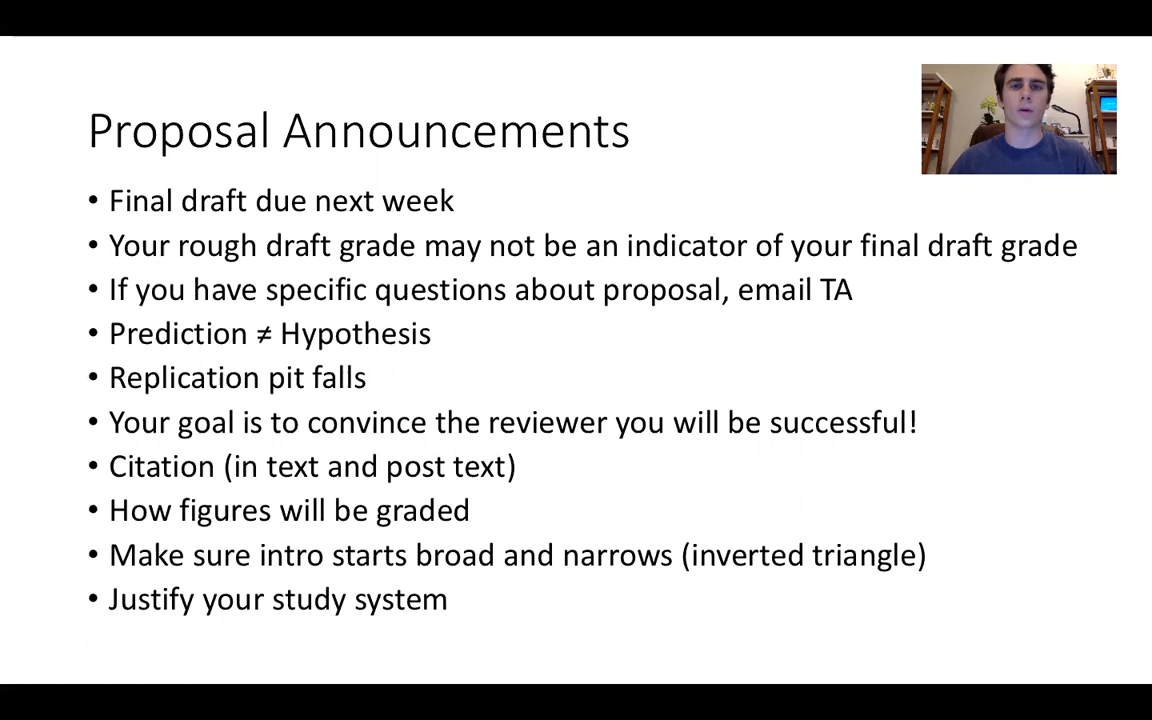 Proposal Announcements
• Final draft due next week
• Your rough draft grade may not be an indicator of your final draft grade
• If you have specific questions about proposal, email TA
• Prediction ≠ Hypothesis
• Replication pit falls
• Your goal is to convince the reviewer you will be successful!
• Citation (in text and post text)
• How figures will be graded
• Make sure intro starts broad and narrows (inverted triangle)
• Justify your study system